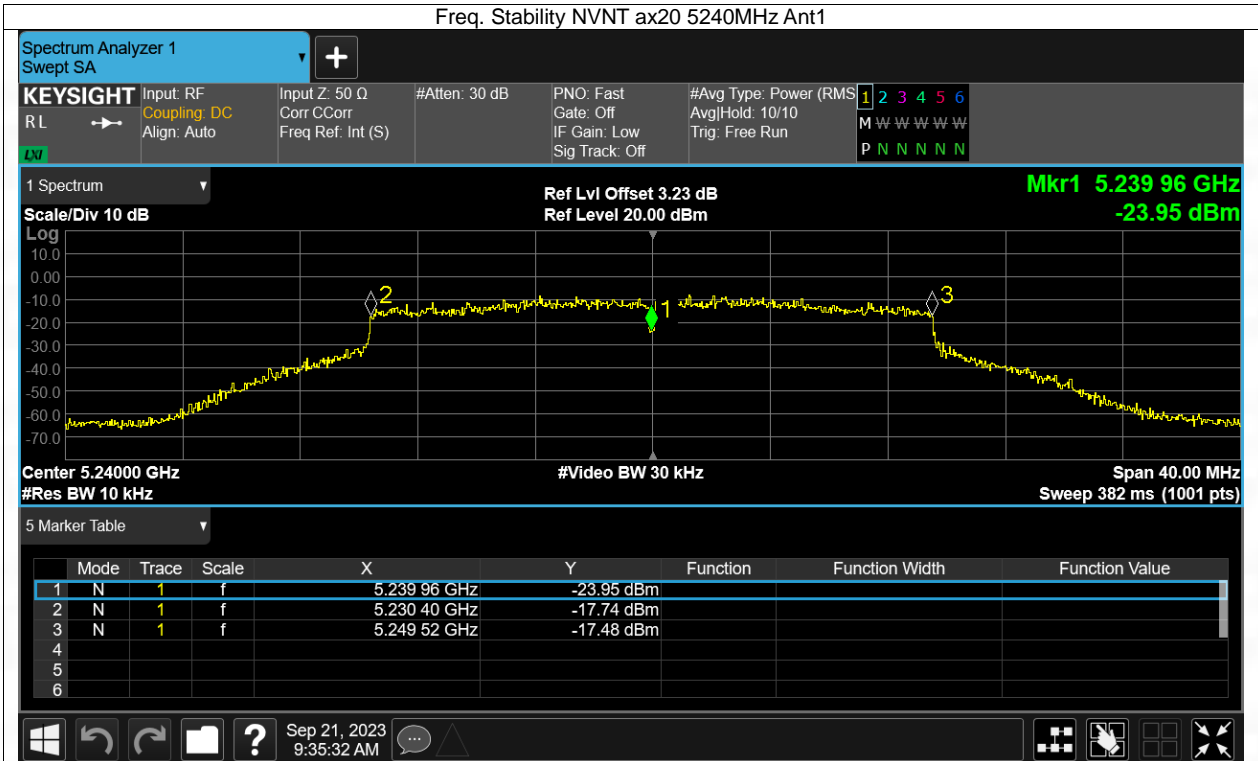 Freq. Stability NVNT ax20 5240MHz Ant1
Spectrum Analyzer 1
Swept SA
+
KEYSIGHT
RL
LXI
Input: RF
Coupling: DC
Align: Auto
Input Z: 50 Ω
Corr CCorr
Freq Ref: Int (S)
#Atten: 30 dB
PNO: Fast
Gate: Off
IF Gain: Low
Sig Track: Off
#Avg Type: Power (RMS
Avg|Hold: 10/10
Trig: Free Run
1 2 3 4 5 6
M W W W W W
P N N N N N
1 Spectrum
Scale/Div 10 dB
Ref Lvl Offset 3.23 dB
Ref Level 20.00 dBm
Mkr1 5.239 96 GHz
-23.95 dBm
Log
10.0
0.00
-10.0
-20.0
-30.0
-40.0
-50.0
-60.0
-70.0
2
1
3
Center 5.24000 GHz
#Video BW 30 kHz
Span 40.00 MHz
#Res BW 10 kHz
Sweep 382 ms (1001 pts)
5 Marker Table
Mode Trace Scale X Y Function Function Width Function Value
1 N 1 f 5.239 96 GHz -23.95 dBm
2 N 1 f 5.230 40 GHz -17.74 dBm
3 N 1 f 5.249 52 GHz -17.48 dBm
4
5
6
?
Sep 21, 2023
9:35:32 AM